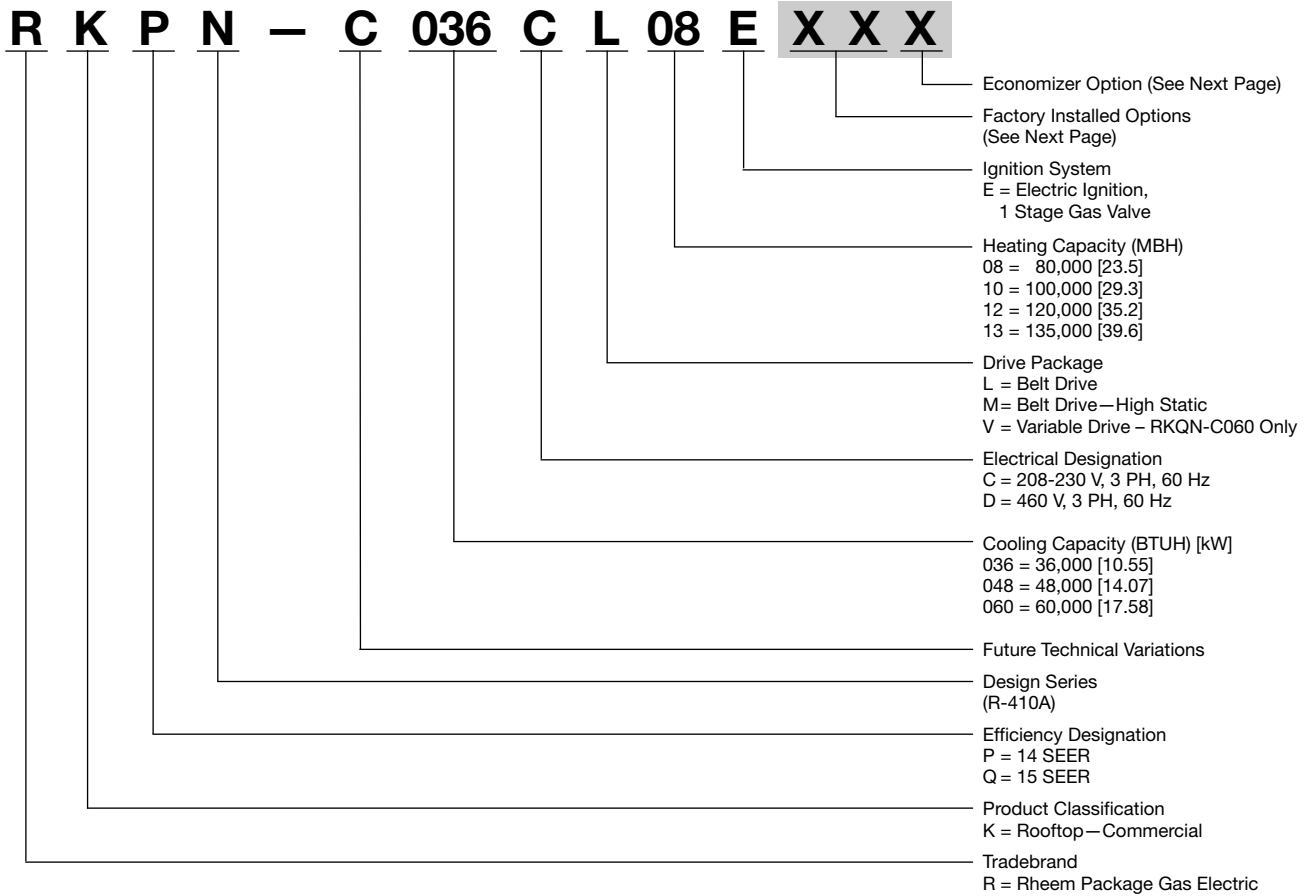 R K P N — C 036 C L 08 E X X X
Economizer Option (See Next Page)
Factory Installed Options
(See Next Page)
Ignition System
E = Electric Ignition,
1 Stage Gas Valve
Heating Capacity (MBH)
08 = 80,000 [23.5]
10 = 100,000 [29.3]
12 = 120,000 [35.2]
13 = 135,000 [39.6]
Drive Package
L = Belt Drive
M= Belt Drive—High Static
V = Variable Drive – RKQN-C060 Only
Electrical Designation
C = 208-230 V, 3 PH, 60 Hz
D = 460 V, 3 PH, 60 Hz
Cooling Capacity (BTUH) [kW]
036 = 36,000 [10.55]
048 = 48,000 [14.07]
060 = 60,000 [17.58]
Future Technical Variations
Design Series
(R-410A)
Efficiency Designation
P = 14 SEER
Q = 15 SEER
Product Classification
K = Rooftop—Commercial
Tradebrand
R = Rheem Package Gas Electric